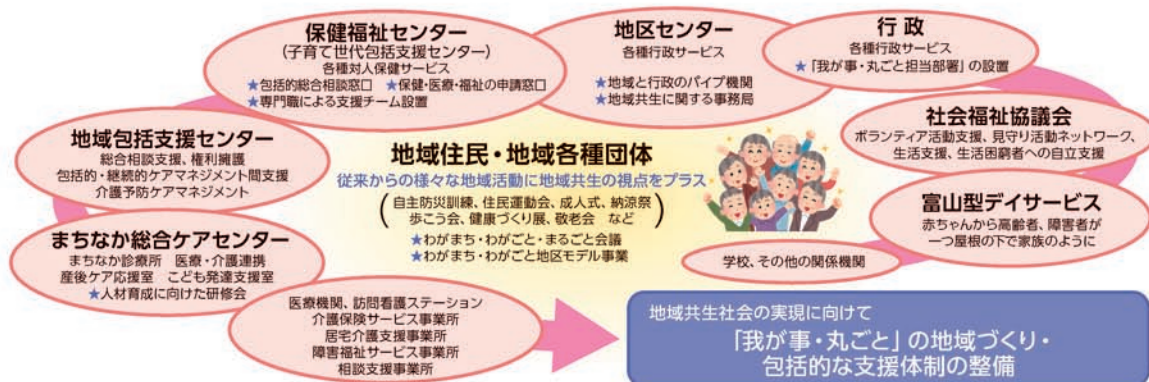 保健福祉センター
(子育て世代包括支援センター)
各種対人保健サービス
★包括的総合相談窓口 ★保健・医療・福祉の申請窓口
★専門職による支援チーム設置
地区センター
各種行政サービス
★地域と行政のパイプ機関
★地域共生に関する事務局
行 政
各種行政サービス
★「我が事・丸ごと担当部署」の設置
地域包括支援センター
総合相談支援、権利擁護
包括的・継続的ケアマネジメント間支援
介護予防ケアマネジメント
地域住民・地域各種団体
従来からの様々な地域活動に地域共生の視点をプラス
(自主防災訓練、住民運動会、成人式、納涼祭
歩こう会、健康づくり展、敬老会 など)
★わがまち・わがごと・まるごと会議
★わがまち・わがごと地区モデル事業
社会福祉協議会
ボランティア活動支援、見守り活動ネットワーク、
生活支援、生活困窮者への自立支援
富山型デイサービス
赤ちゃんから高齢者、障害者が
一つ屋根の下で家族のように
まちなか総合ケアセンター
まちなか診療所 医療・介護連携
産後ケア応援室 こども発達支援室
★人材育成に向けた研修会
学校、その他の関係機関
医療機関、訪問看護ステーション
介護保険サービス事業所
居宅介護支援事業所
障害福祉サービス事業所
相談支援事業所
地域共生社会の実現に向けて
「我が事・丸ごと」の地域づくり・
包括的な支援体制の整備